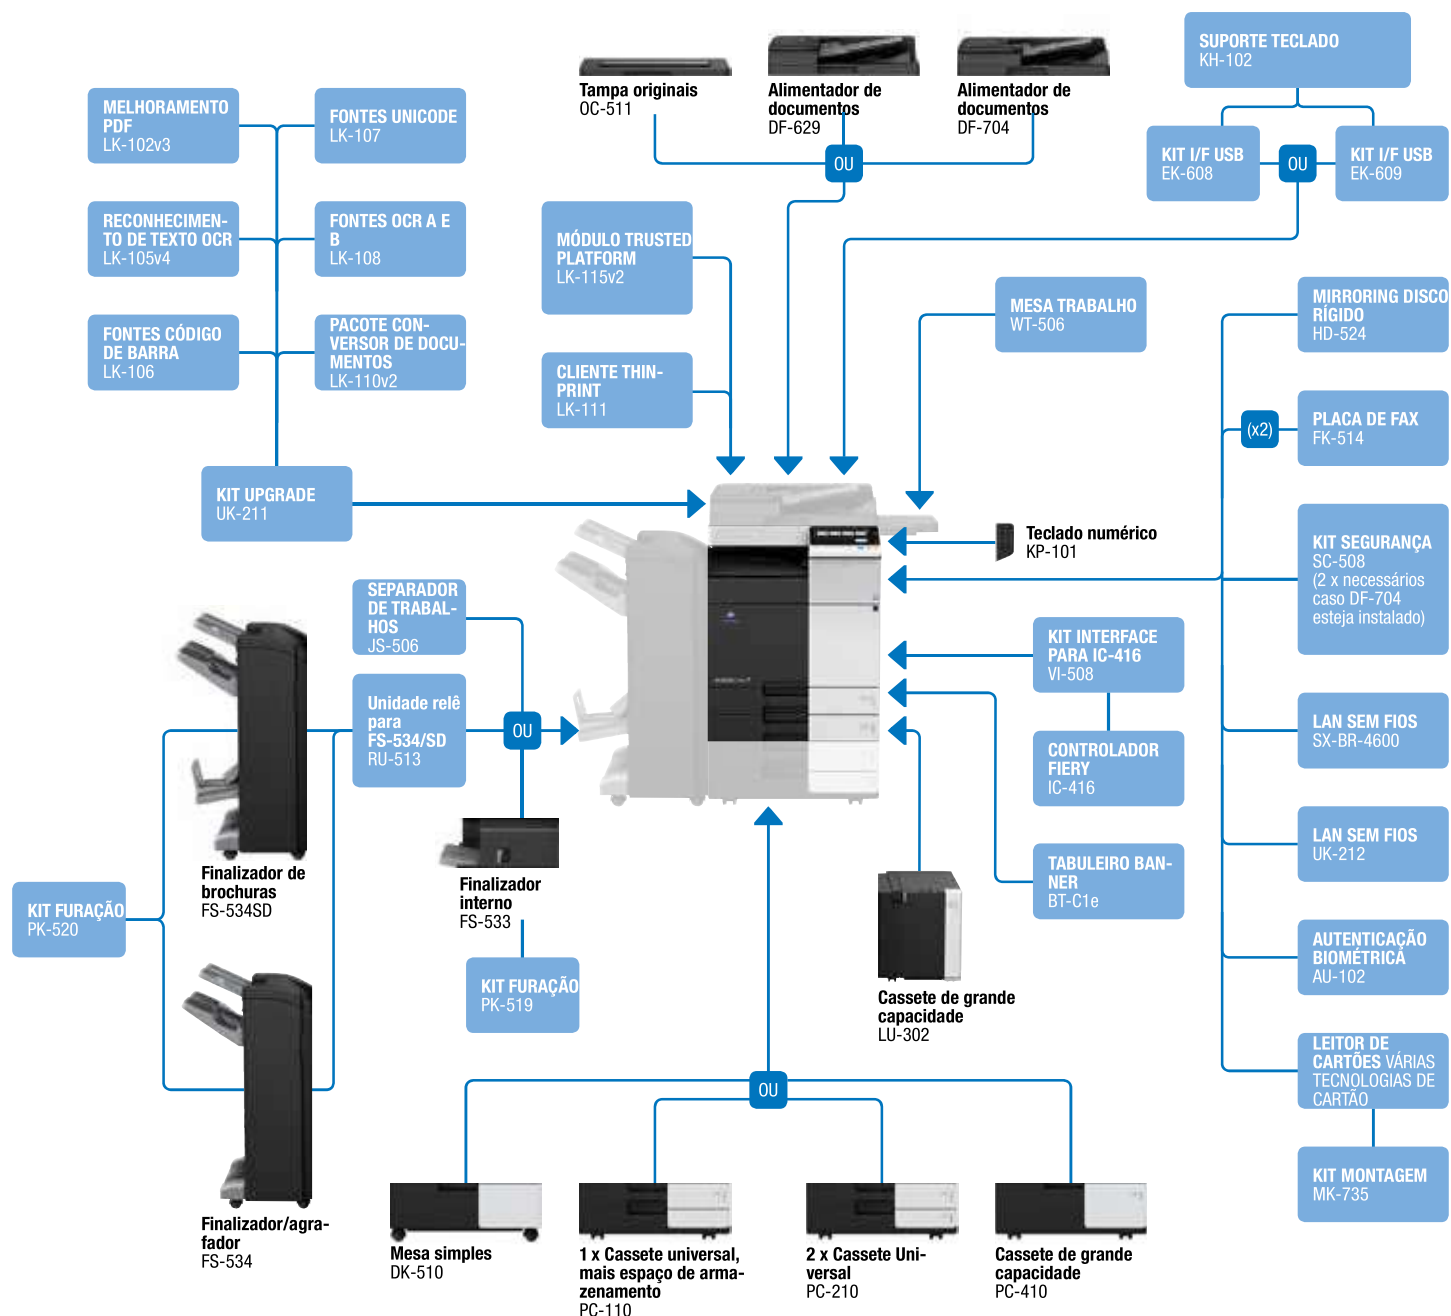 SUPORTE TECLADO
KH-102
Tampa originais
OC-511
Alimentador de
documentos
DF-629
Alimentador de
documentos
DF-704
OU
KIT I/F USB
EK-608
OU
KIT I/F USB
EK-609
MELHORAMENTO
PDF
LK-102v3
FONTES UNICODE
LK-107
RECONHECIMEN-
TO DE TEXTO OCR
LK-105v4
FONTES OCR A E
B
LK-108
FONTES CÓDIGO
DE BARRA
LK-106
PACOTE CON-
VERSOR DE DOCU-
MENTOS
LK-110v2
KIT UPGRADE
UK-211
MÓDULO TRUSTED
PLATFORM
LK-115v2
CLIENTE THIN-
PRINT
LK-111
MESA TRABALHO
WT-506
MIRRORING DISCO
RÍGIDO
HD-524
(x2)
PLACA DE FAX
FK-514
Teclado numérico
KP-101
KIT SEGURANÇA
SC-508
(2 x necessários
caso DF-704
esteja instalado)
SEPARADOR
DE TRABAL-
HOS
JS-506
Unidade relê
para
FS-534/SD
RU-513
OU
KIT INTERFACE
PARA IC-416
VI-508
CONTROLADOR
FIERY
IC-416
LAN SEM FIOS
SX-BR-4600
LAN SEM FIOS
UK-212
TABULEIRO BAN-
NER
BT-C1e
Finalizador de
brochuras
FS-534SD
Finalizador
interno
FS-533
KIT FURAÇÃO
PK-520
KIT FURAÇÃO
PK-519
Cassete de grande
capacidade
LU-302
AUTENTICAÇÃO
BIOMÉTRICA
AU-102
LEITOR DE
CARTÕES VÁRIAS
TECNOLOGIAS DE
CARTÃO
KIT MONTAGEM
MK-735
OU
Finalizador/agra-
fador
FS-534
Mesa simples
DK-510
1 x Cassete universal,
mais espaço de arma-
zenamento
PC-110
2 x Cassete Uni-
versal
PC-210
Cassete de grande
capacidade
PC-410